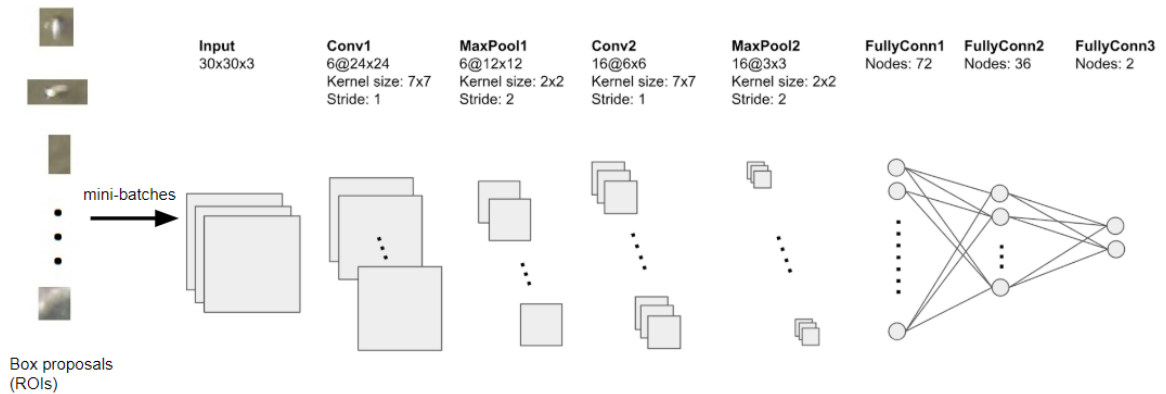 Input
30x30x3
Conv1
6@24x24
Kernel size: 7x7
Stride: 1
MaxPool1
6@12x12
Kernel size: 2x2
Stride: 2
Conv2
16@6x6
Kernel size: 7x7
Stride: 1
MaxPool2
16@3x3
Kernel size: 2x2
Stride: 2
FullyConn1
Nodes: 72
FullyConn2
Nodes: 36
FullyConn3
Nodes: 2
mini-batches
Box proposals
(ROIs)